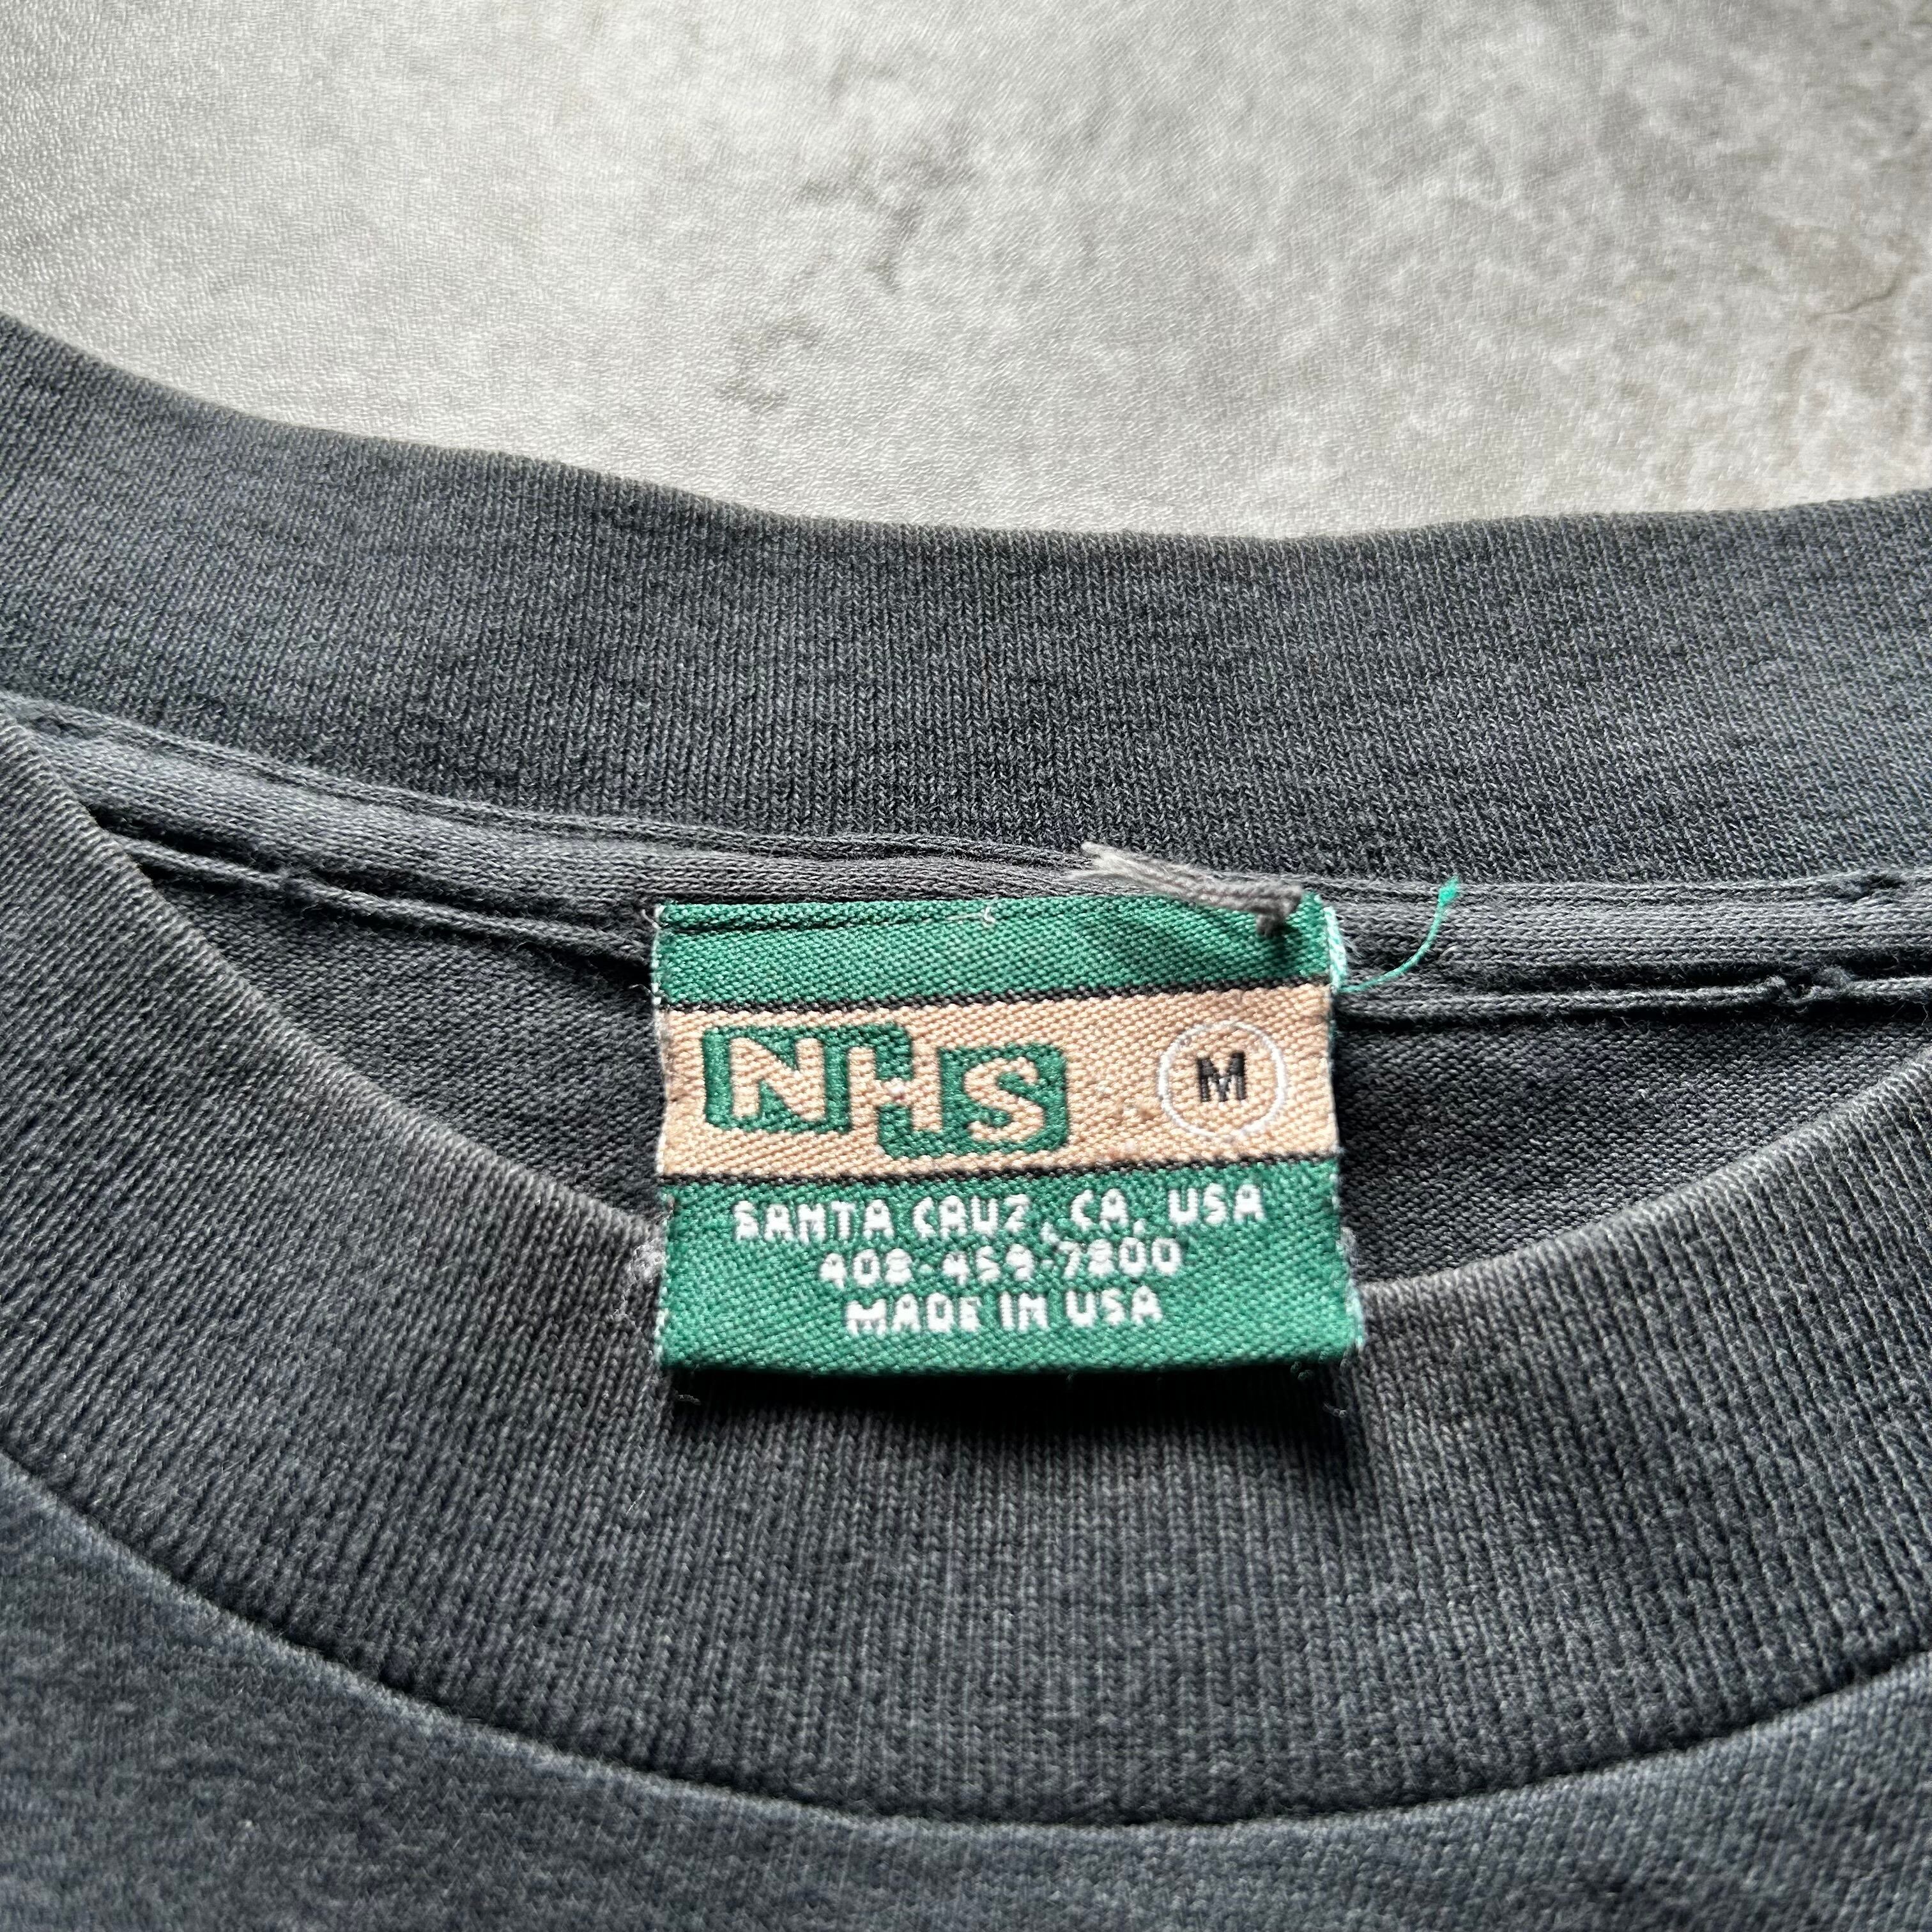 NHS M
SANTA CRUZ, CA, USA
408-459-7800
MADE IN USA